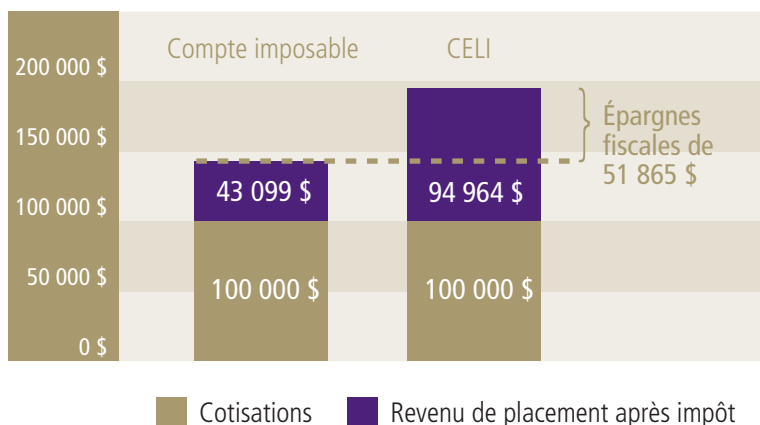 Compte imposable
CELI
200 000 $
150 000 $
100 000 $
50 000 $
0 $
43 099 $
94 964 $
100 000 $
100 000 $
Épargnes
fiscales de
51 865 $
Cotisations
Revenu de placement après impôt